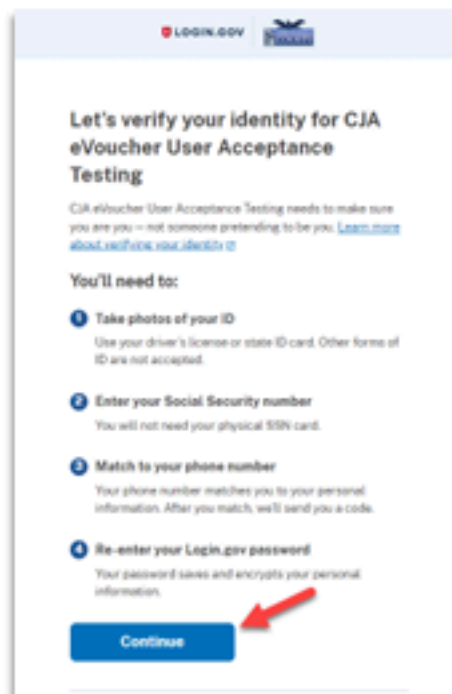 LOGIN.GOV
Let's verify your identity for CJA
eVoucher User Acceptance
Testing
CJA eVoucher User Acceptance Testing needs to make sure
you are you — not someone pretending to be you. Learn more
about verifying your identity
You'll need to:
1 Take photos of your ID
Use your driver's license or state ID card. Other forms of
ID are not accepted.
2 Enter your Social Security number
You will not need your physical SSN card.
3 Match to your phone number
Your phone number matches you to your personal
information. After you match, we'll send you a code.
4 Re-enter your Login.gov password
Your password saves and encrypts your personal
information.
Continue